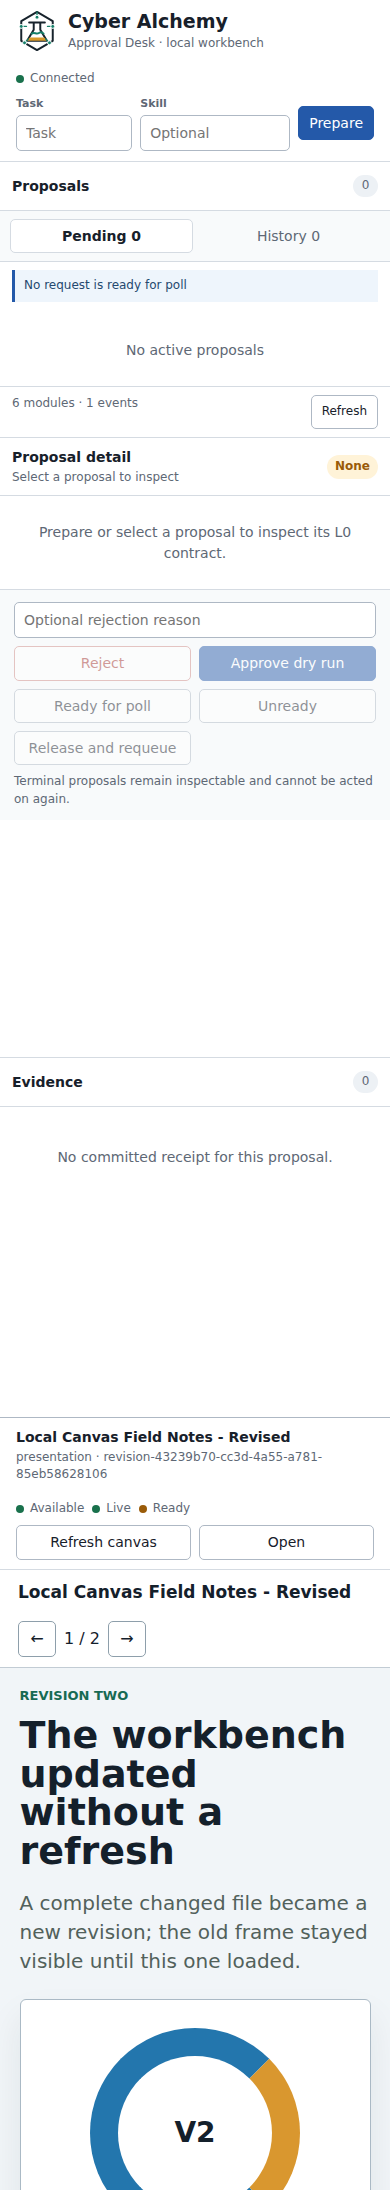 Cyber Alchemy
Approval Desk · local workbench
Connected
Task
Skill
Task
Optional
Prepare
Proposals
0
Pending 0
History 0
No request is ready for poll
No active proposals
6 modules · 1 events
Refresh
Proposal detail
Select a proposal to inspect
None
Prepare or select a proposal to inspect its L0
contract.
Optional rejection reason
Reject
Approve dry run
Ready for poll
Unready
Release and requeue
Terminal proposals remain inspectable and cannot be acted
on again.
Evidence
0
No committed receipt for this proposal.
Local Canvas Field Notes - Revised
presentation · revision-43239b70-cc3d-4a55-a781-
85eb58628106
Available
Live
Ready
Refresh canvas
Open
Local Canvas Field Notes - Revised
←
1 / 2
→
REVISION TWO
The workbench
updated
without a
refresh
A complete changed file became a
new revision; the old frame stayed
visible until this one loaded.
V2